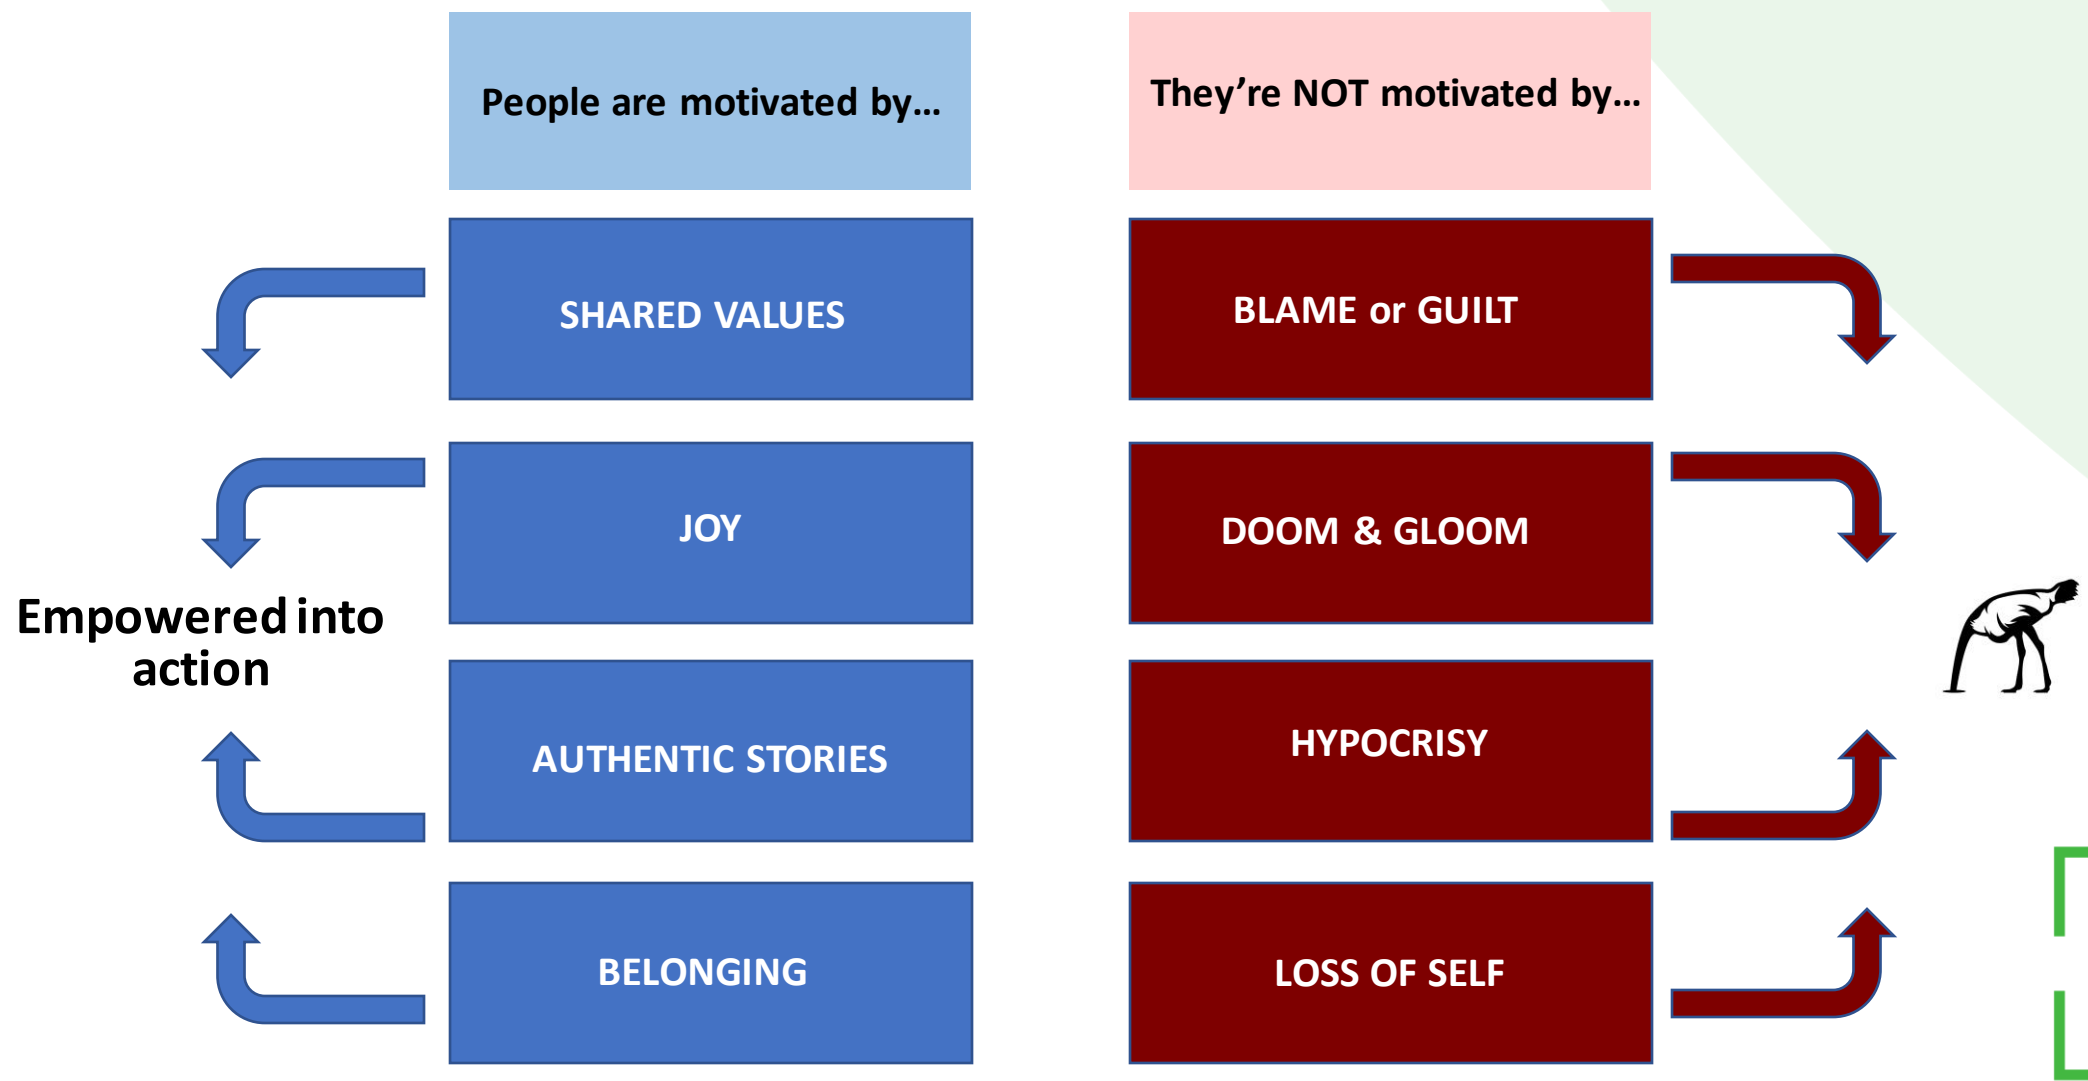 People are motivated by…
They’re NOT motivated by…
SHARED VALUES
BLAME or GUILT
JOY
DOOM & GLOOM
Empowered into
action
AUTHENTIC STORIES
HYPOCRISY
BELONGING
LOSS OF SELF